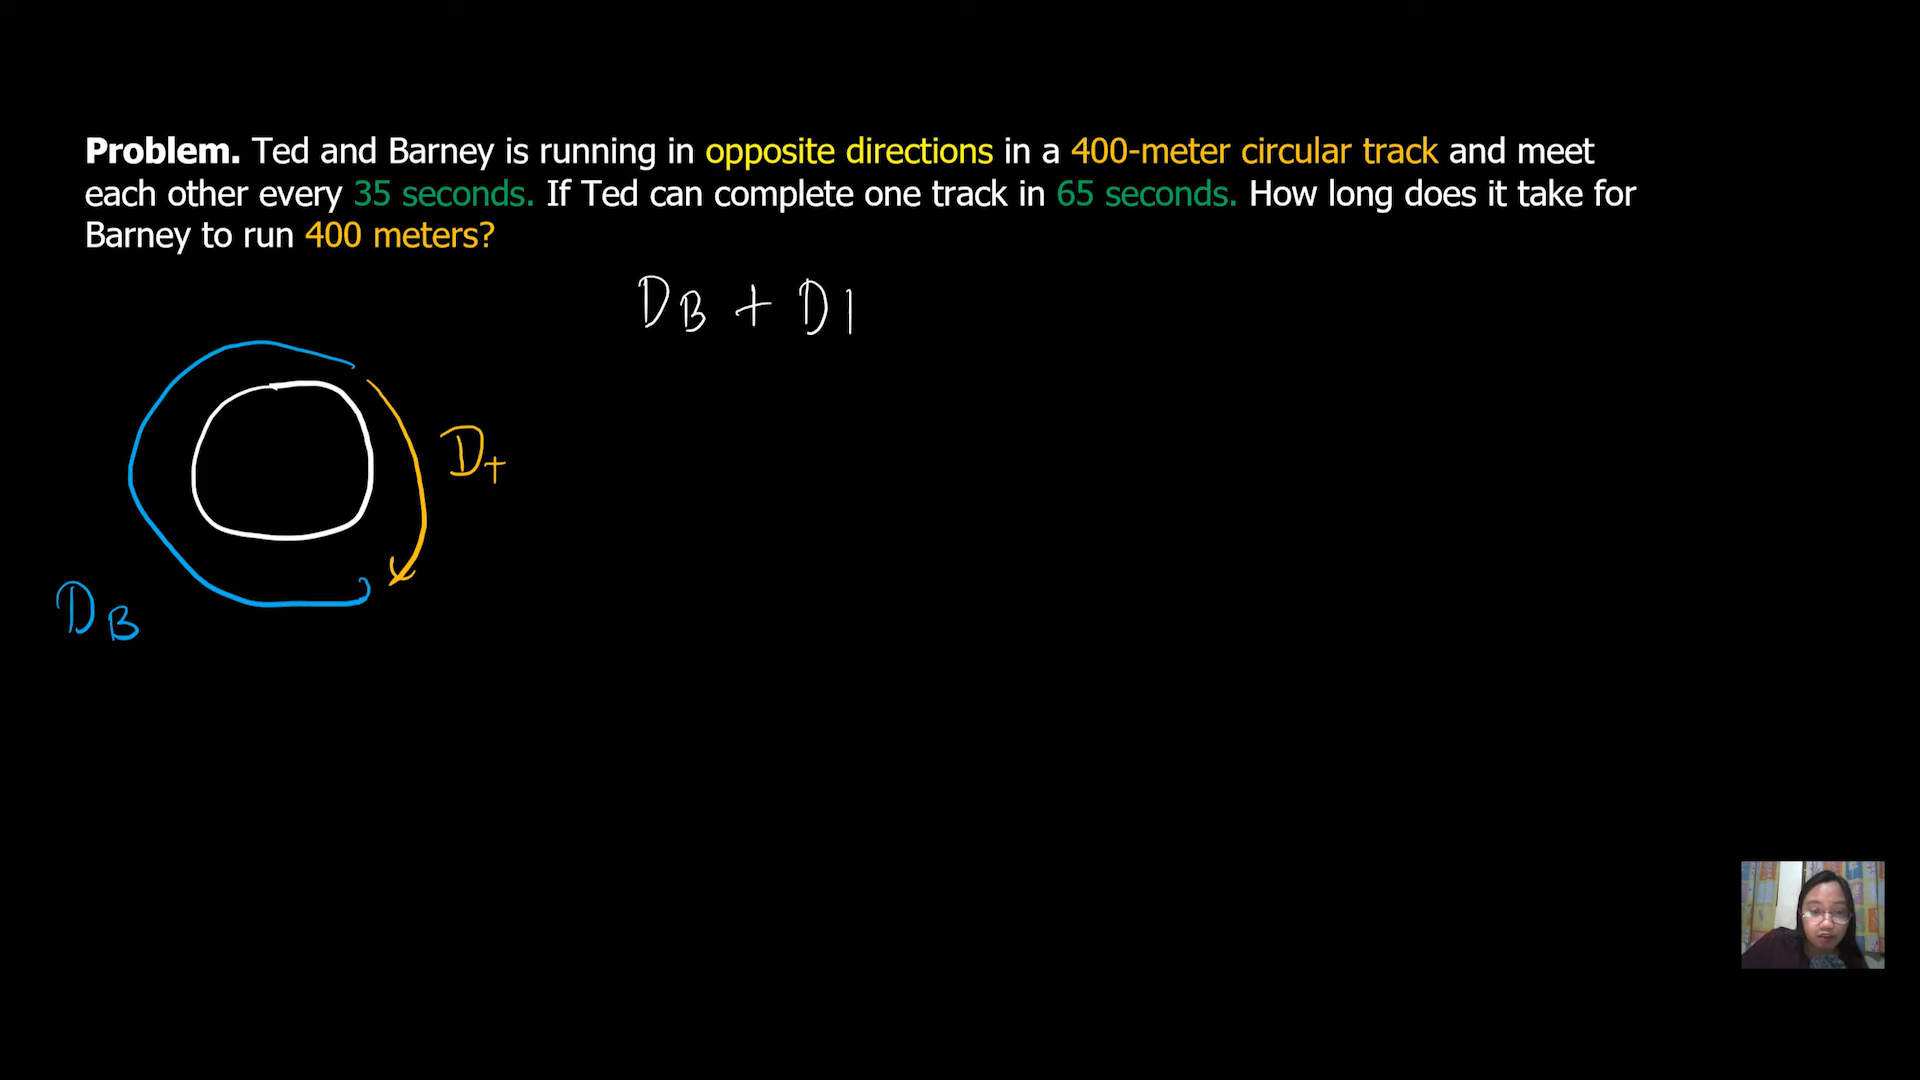 Problem. Ted and Barney is running in opposite directions in a 400-meter circular track and meet
each other every 35 seconds. If Ted can complete one track in 65 seconds. How long does it take for
Barney to run 400 meters?
DB + D
DT
DB